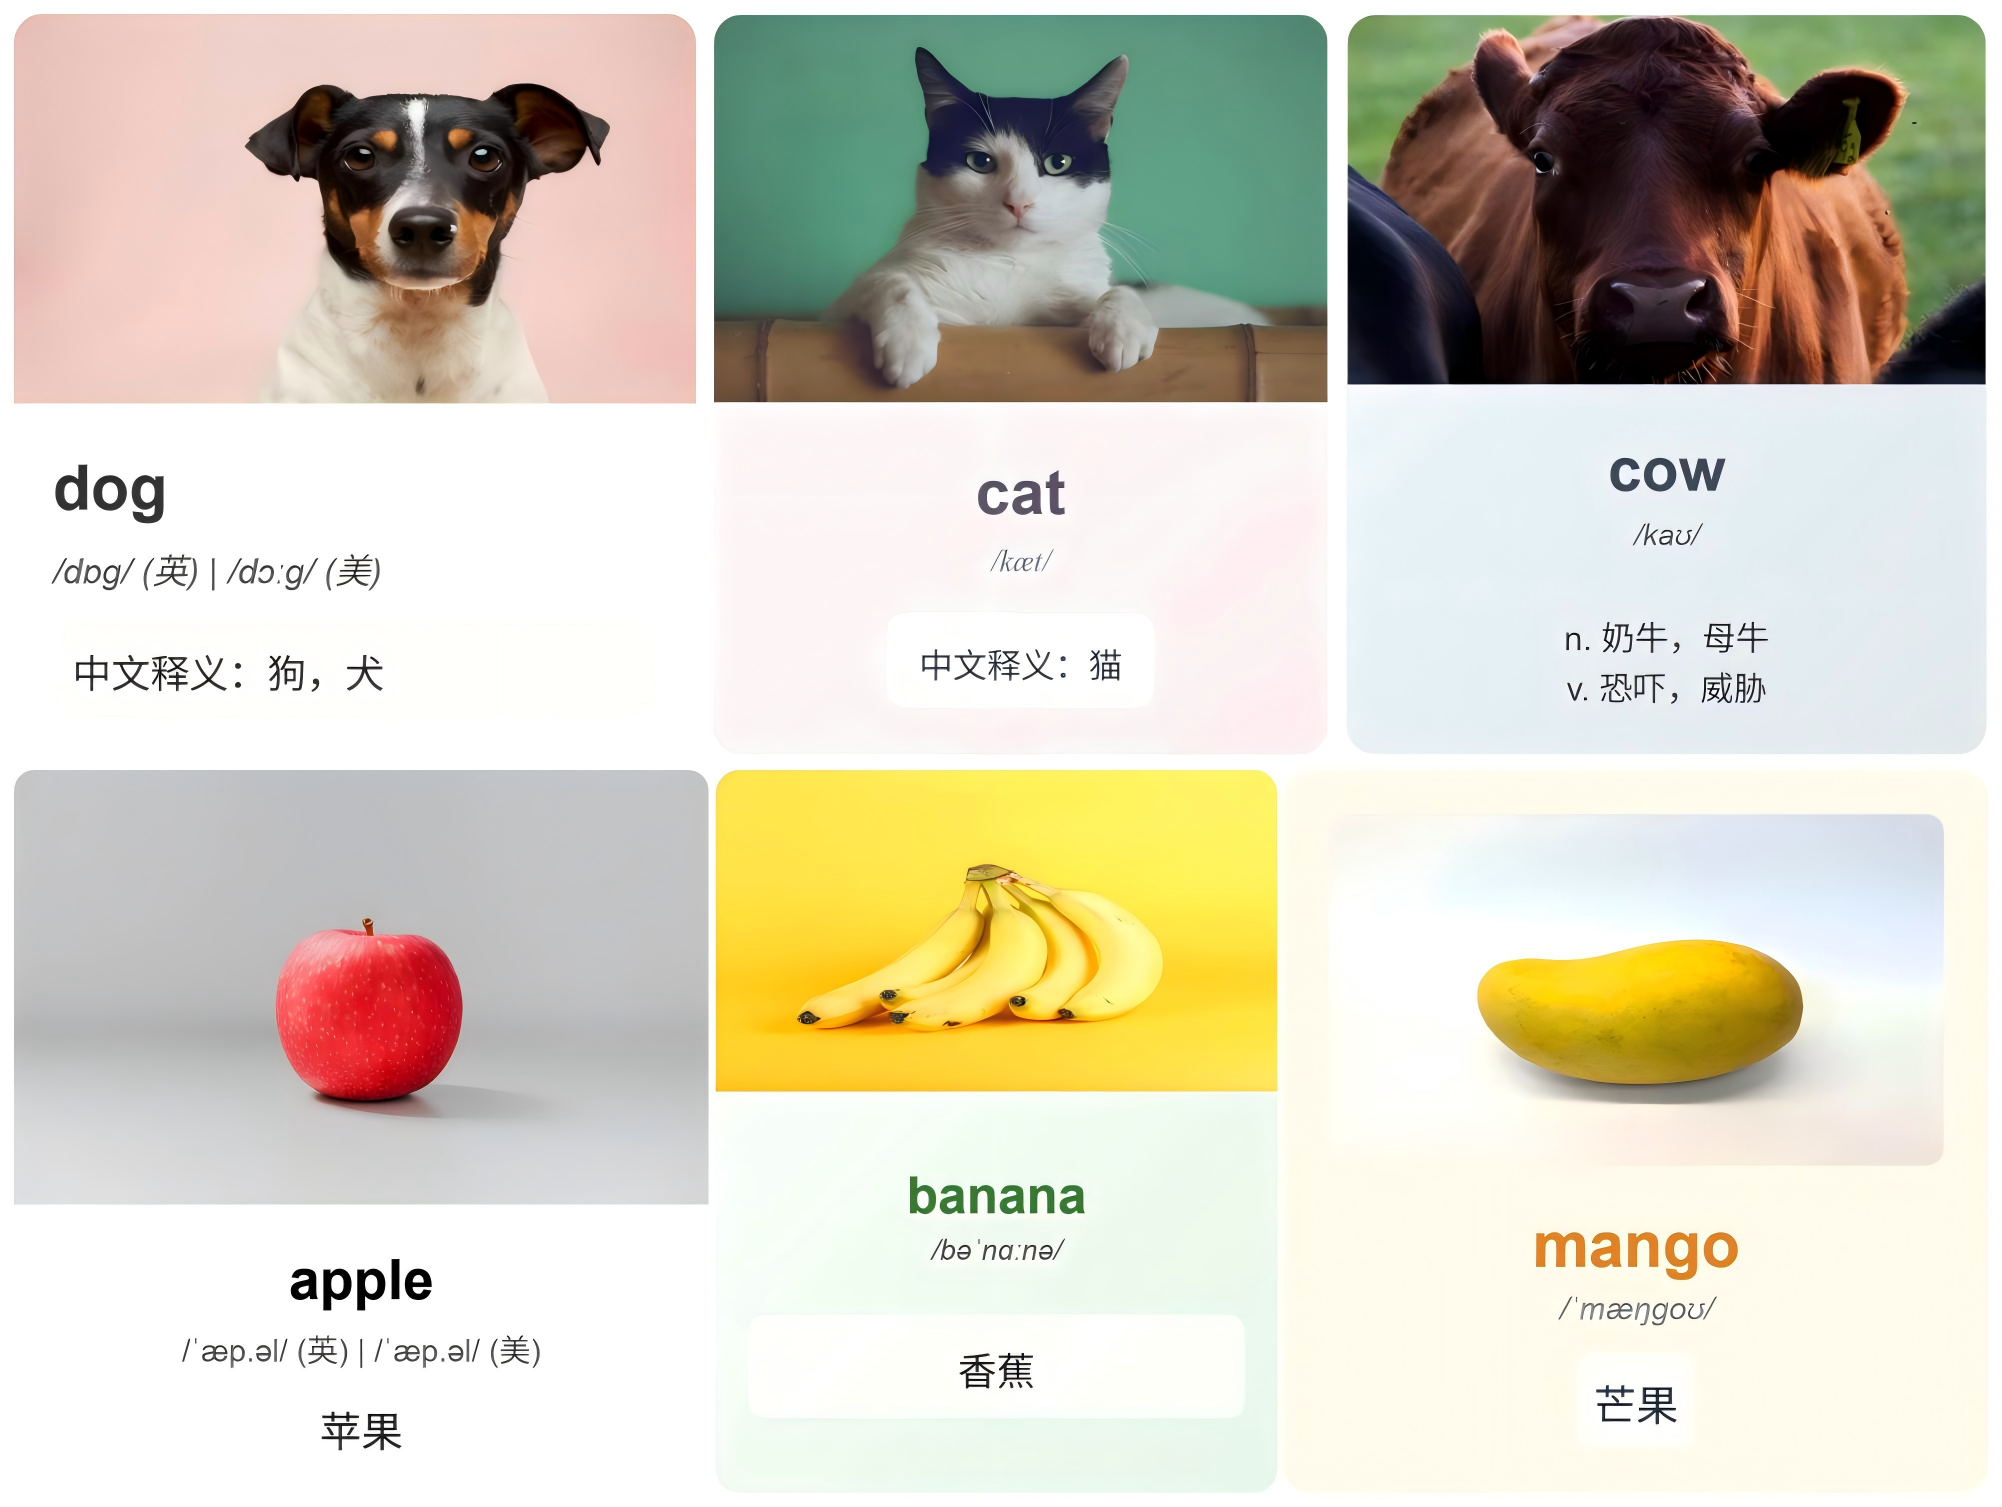 dog
/dɒg/ (英) | /dɔːg/ (美)
中文释义：狗，犬
cat
/kæt/
中文释义：猫
cow
/kaʊ/
n. 奶牛，母牛
v. 恐吓，威胁
apple
/ˈæp.əl/ (英) | /ˈæp.əl/ (美)
苹果
banana
/bəˈnɑːnə/
香蕉
mango
/ˈmæŋgoʊ/
芒果